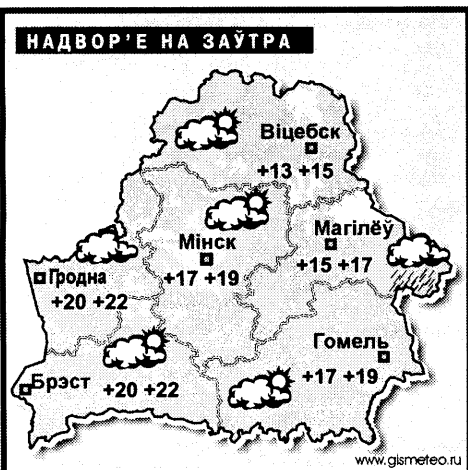 НАДВОР'Е НА ЗАЎТРА
Віцебск
+13 +15
Мінск
+17 +19
Магілёў
+15 +17
Гродна
+20 +22
Гомель
+17 +19
Брэст
+20 +22
www.gismeteo.ru